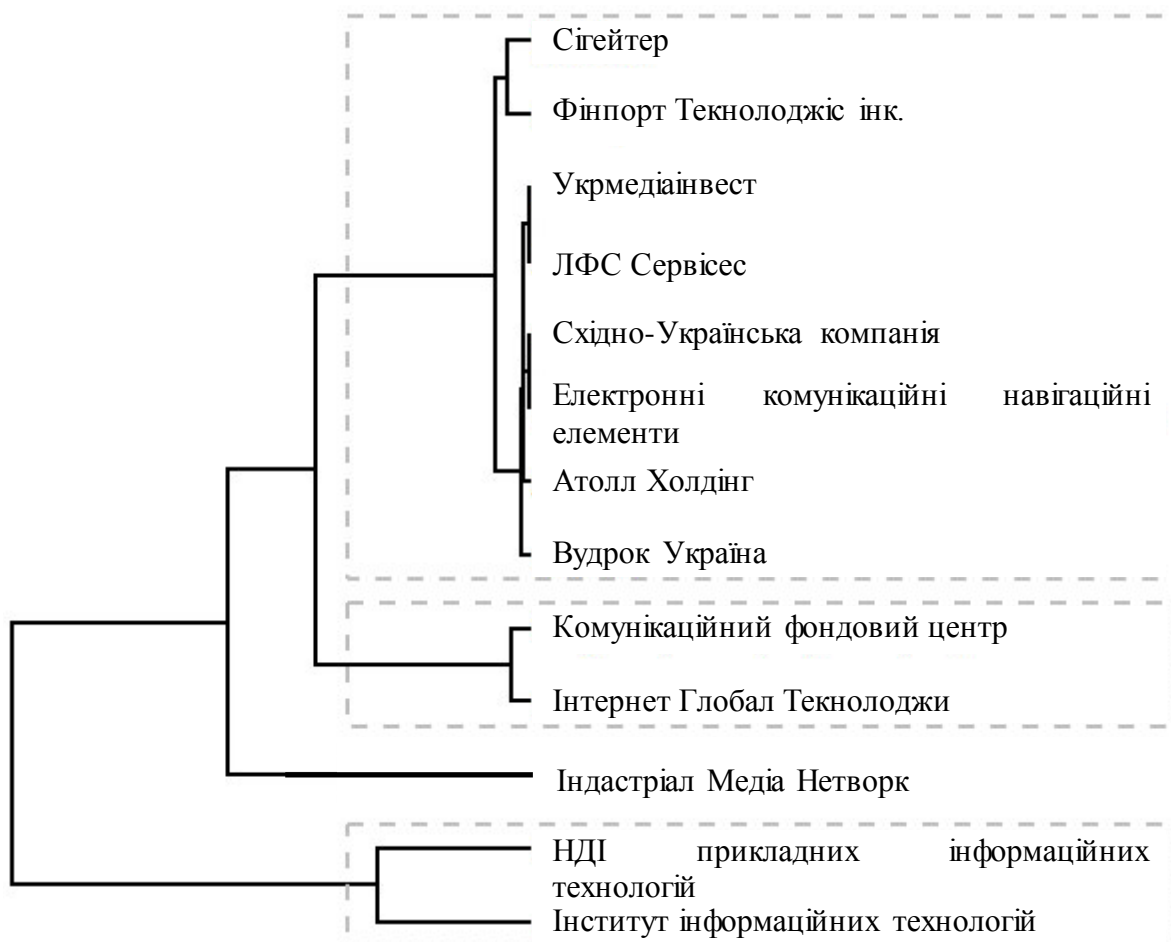 Сігейтер
Фінпорт Текнолоджіс інк.
Укрмедіаінвест
ЛФС Сервісес
Східно-Українська компанія
Електронні комунікаційні навігаційні
елементи
Атолл Холдінг
Вудрок Україна
Комунікаційний фондовий центр
Інтернет Глобал Текнолоджи
Індастріал Медіа Нетворк
НДІ прикладних інформаційних
технологій
Інститут інформаційних технологій